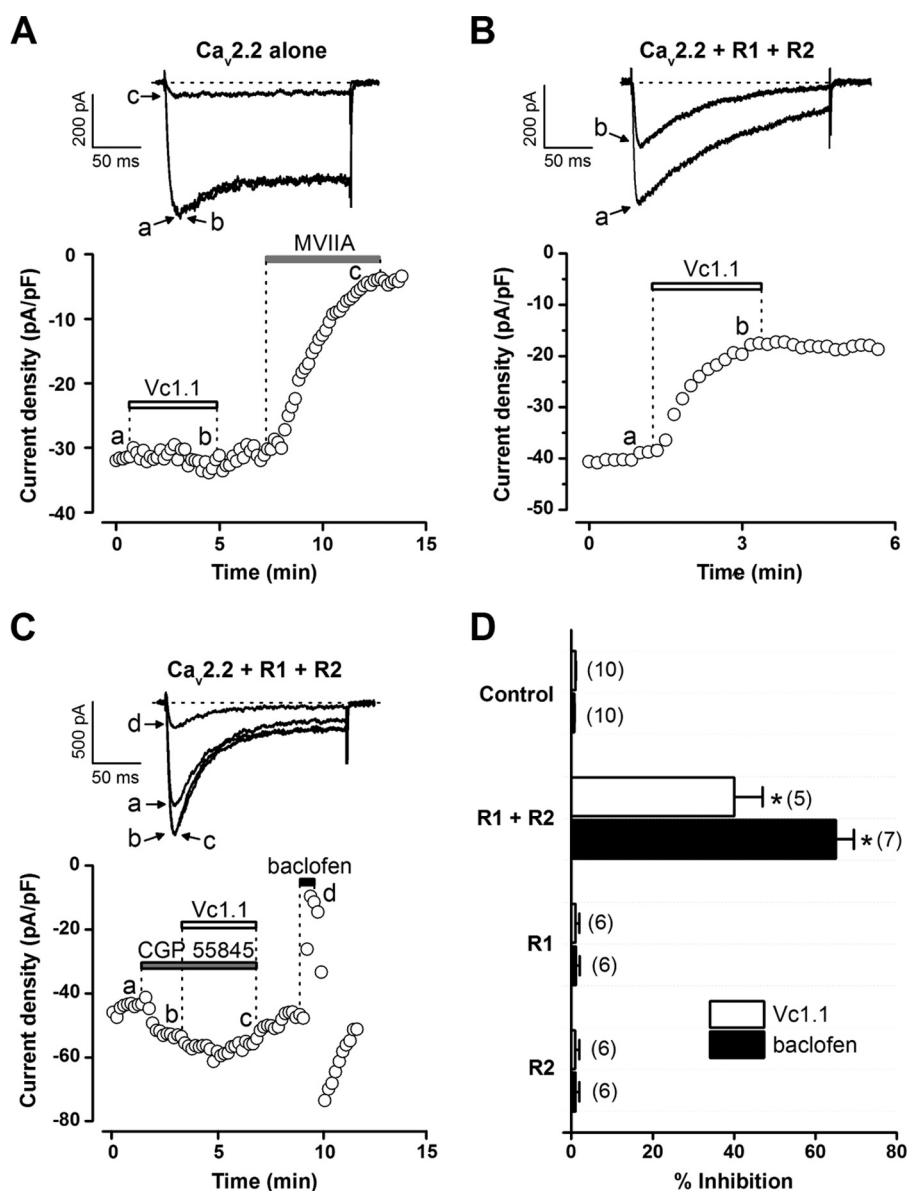 A
Cav2.2 alone
c
200 pA
50 ms
a
b
MVIIA
c
Vc1.1
a
b
0
-10
-20
-30
-40
Current density (pA/pF)
0
5
10
15
Time (min)
B
Cav2.2 + R1 + R2
200 pA
50 ms
b
a
Vc1.1
b
a
0
-10
-20
-30
-40
-50
Current density (pA/pF)
0
3
6
Time (min)
C
Cav2.2 + R1 + R2
500 pA
50 ms
d
a
b
c
baclofen
d
Vc1.1
CGP 55845
a
b
c
0
-20
-40
-60
-80
Current density (pA/pF)
0
5
10
15
Time (min)
D
Control
(10)
(10)
R1 + R2
* (5)
* (7)
R1
(6)
(6)
R2
(6)
(6)
Vc1.1
baclofen
0
20
40
60
80
% Inhibition